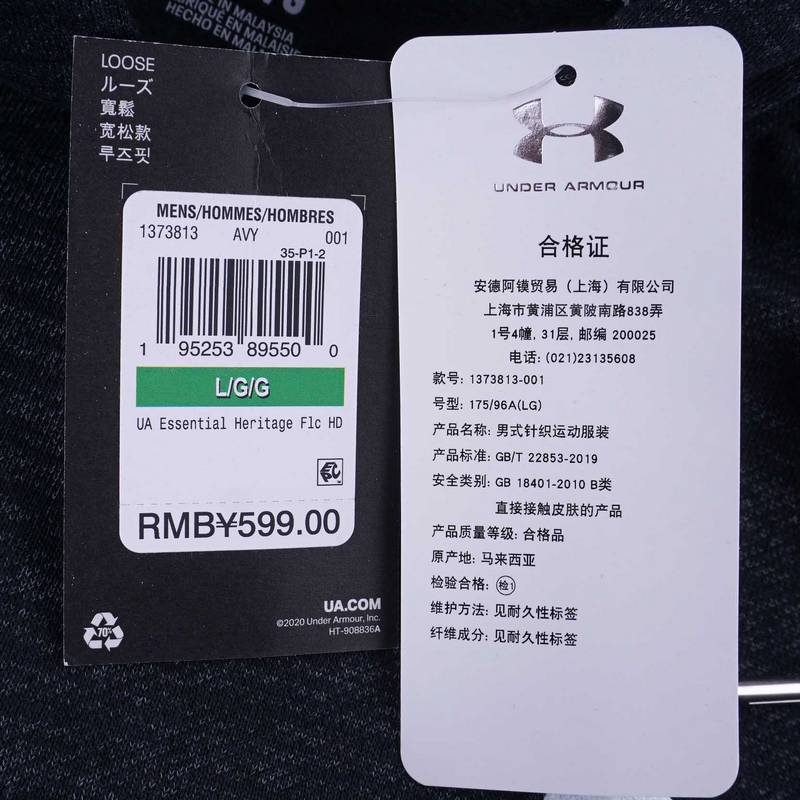 IN MALAYSIA
FABRIQUÉ EN MALAISIE
HECHO EN MALA
LOOSE
ルーズ
寬鬆
宽松款
루즈핏
MENS/HOMMES/HOMBRES
1373813 AVY 001
35-P1-2
1 95253 89550 0
L/G/G
UA Essential Heritage Flc HD
RMB¥599.00
70%
UA.COM
©2020 Under Armour, Inc.
HT-908836A
UNDER ARMOUR
合格证
安德阿镆贸易（上海）有限公司
上海市黄浦区黄陂南路838弄
1号4幢, 31层, 邮编 200025
电话: (021)23135608
款号: 1373813-001
号型: 175/96A(LG)
产品名称: 男式针织运动服装
产品标准: GB/T 22853-2019
安全类别: GB 18401-2010 B类
直接接触皮肤的产品
产品质量等级: 合格品
原产地: 马来西亚
检验合格: 检1
维护方法: 见耐久性标签
纤维成分: 见耐久性标签